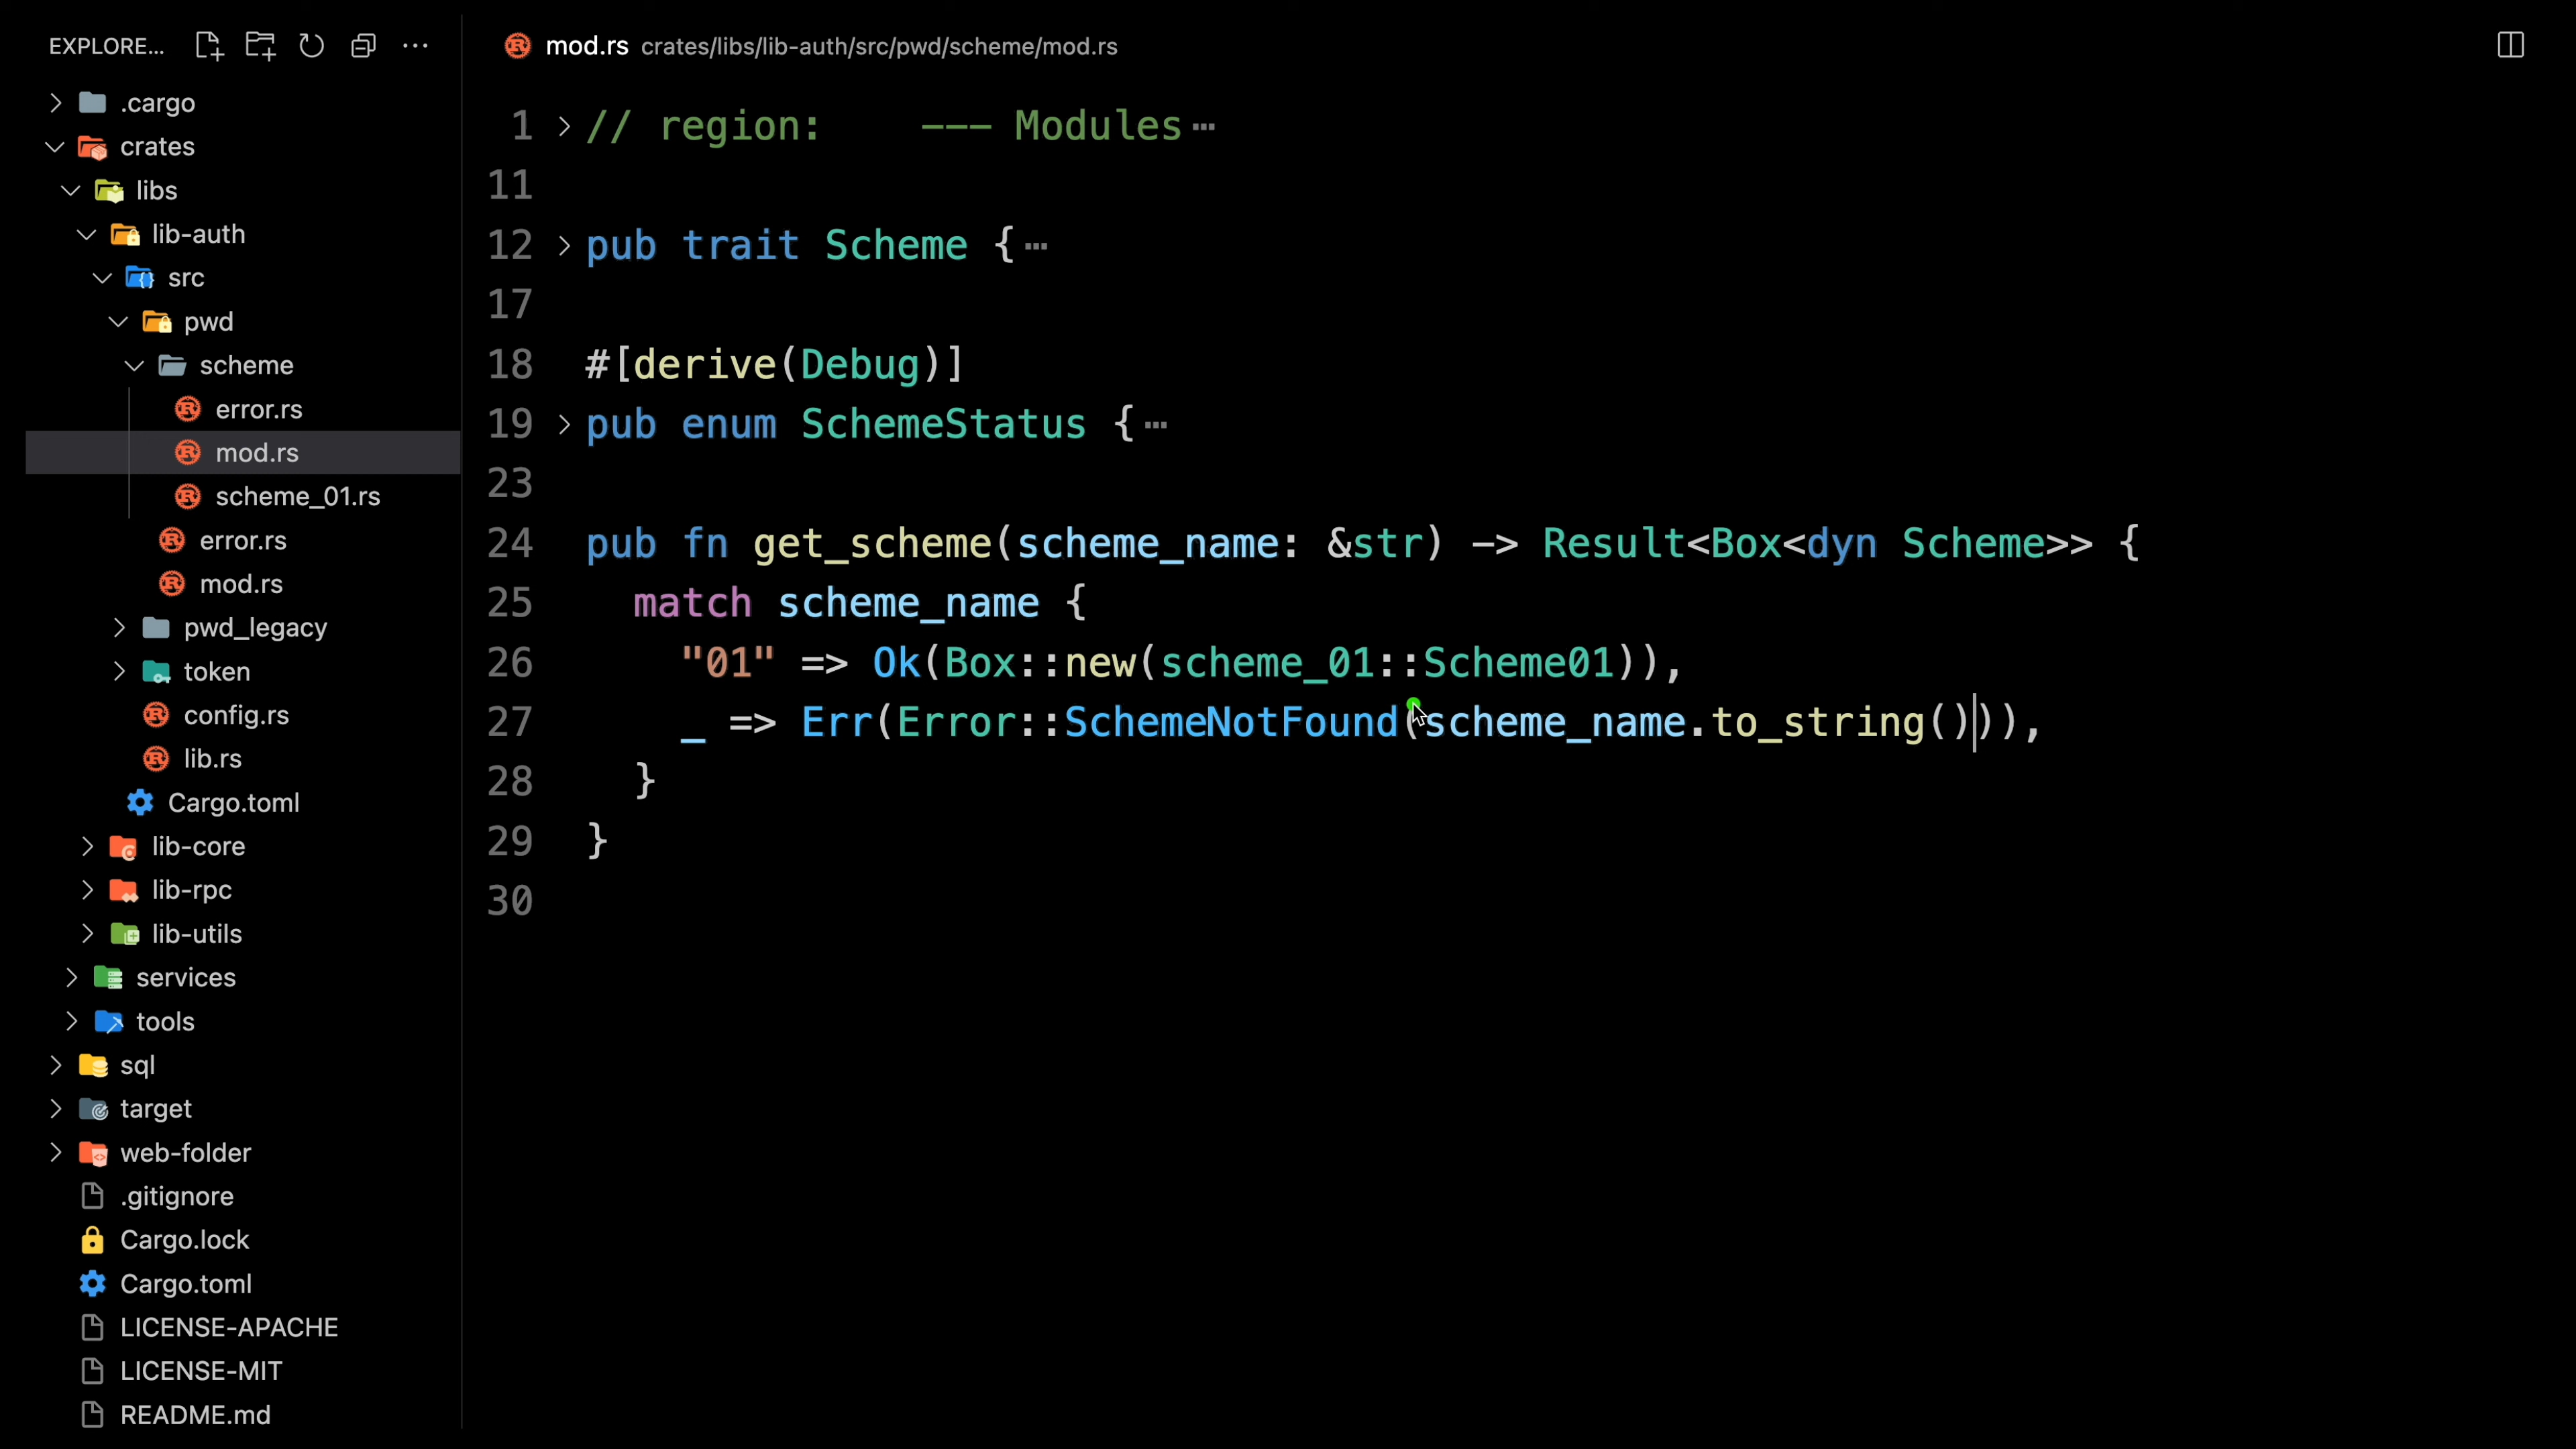 EXPLORE...
.cargo
crates
libs
lib-auth
src
pwd
scheme
error.rs
mod.rs
scheme_01.rs
error.rs
mod.rs
pwd_legacy
token
config.rs
lib.rs
Cargo.toml
lib-core
lib-rpc
lib-utils
services
tools
sql
target
web-folder
.gitignore
Cargo.lock
Cargo.toml
LICENSE-APACHE
LICENSE-MIT
README.md
mod.rs crates/libs/lib-auth/src/pwd/scheme/mod.rs
1 // region:    --- Modules…
11
12 pub trait Scheme {…
17
18 #[derive(Debug)]
19 pub enum SchemeStatus {…
23
24 pub fn get_scheme(scheme_name: &str) -> Result<Box<dyn Scheme>> {
25   match scheme_name {
26     "01" => Ok(Box::new(scheme_01::Scheme01)),
27     _ => Err(Error::SchemeNotFound(scheme_name.to_string())),
28   }
29 }
30